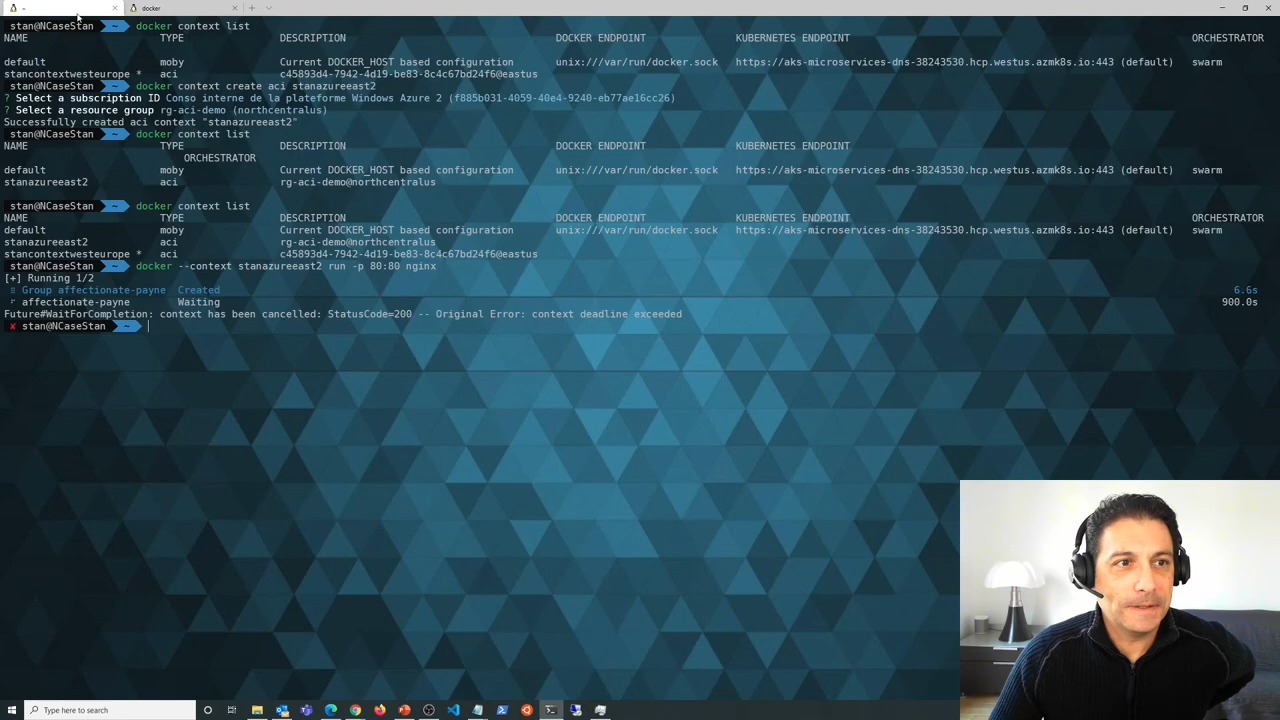 ~ docker
stan@NCaseStan ~ docker context list
NAME TYPE DESCRIPTION DOCKER ENDPOINT KUBERNETES ENDPOINT ORCHESTRATOR
default moby Current DOCKER_HOST based configuration unix:///var/run/docker.sock https://aks-microservices-dns-38243530.hcp.westus.azmk8s.io:443 (default) swarm
stancontextwesteurope * aci c45893d4-7942-4d19-be83-8c4c67bd24f6@eastus
stan@NCaseStan ~ docker context create aci stanazureeast2
? Select a subscription ID Conso interne de la plateforme Windows Azure 2 (f885b031-4059-40e4-9240-eb77ae16cc26)
? Select a resource group rg-aci-demo (northcentralus)
Successfully created aci context "stanazureeast2"
stan@NCaseStan ~ docker context list
NAME TYPE DESCRIPTION DOCKER ENDPOINT KUBERNETES ENDPOINT
ORCHESTRATOR
default moby Current DOCKER_HOST based configuration unix:///var/run/docker.sock https://aks-microservices-dns-38243530.hcp.westus.azmk8s.io:443 (default) swarm
stanazureeast2 aci rg-aci-demo@northcentralus
stan@NCaseStan ~ docker context list
NAME TYPE DESCRIPTION DOCKER ENDPOINT KUBERNETES ENDPOINT ORCHESTRATOR
default moby Current DOCKER_HOST based configuration unix:///var/run/docker.sock https://aks-microservices-dns-38243530.hcp.westus.azmk8s.io:443 (default) swarm
stanazureeast2 aci rg-aci-demo@northcentralus
stancontextwesteurope * aci c45893d4-7942-4d19-be83-8c4c67bd24f6@eastus
stan@NCaseStan ~ docker --context stanazureeast2 run -p 80:80 nginx
[+] Running 1/2
Group affectionate-payne Created 6.6s
affectionate-payne Waiting 900.0s
Future#WaitForCompletion: context has been cancelled: StatusCode=200 -- Original Error: context deadline exceeded
✘ stan@NCaseStan ~
Type here to search